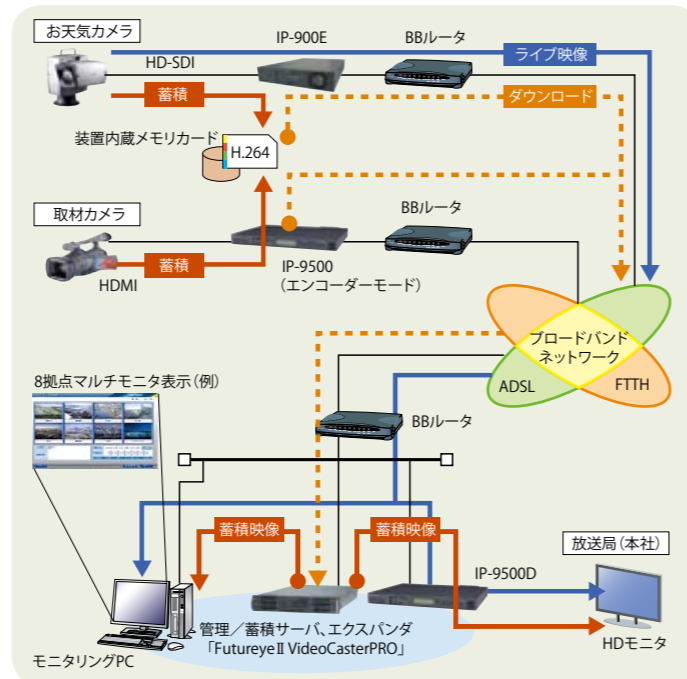 お天気カメラ
IP-900E
BBルータ
HD-SDI
ライブ映像
蓄積
ダウンロード
装置内蔵メモリカード
H.264
取材カメラ
BBルータ
蓄積
HDMI
IP-9500
（エンコーダーモード）
ブロードバンド
ネットワーク
ADSL
FTTH
8拠点マルチモニタ表示（例）
BBルータ
蓄積映像
蓄積映像
放送局（本社）
IP-9500D
管理／蓄積サーバ、エクスパンダ
「FutureyeⅡ VideoCasterPRO」
HDモニタ
モニタリングPC